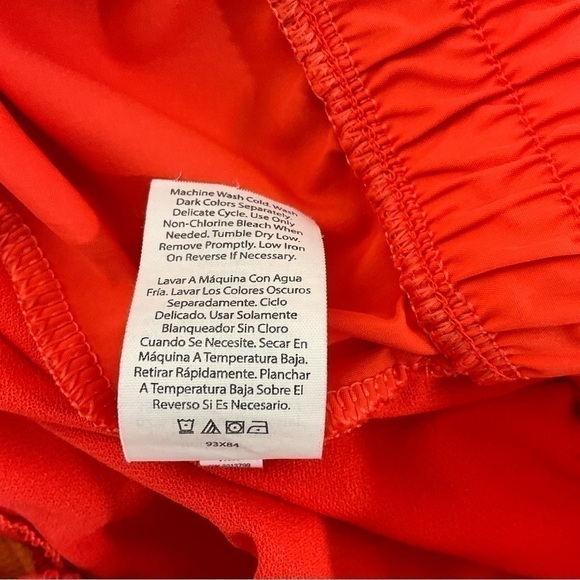 Machine Wash Cold. Wash
Dark Colors Separately.
Delicate Cycle. Use Only
Non-Chlorine Bleach When
Needed. Tumble Dry Low.
Remove Promptly. Low Iron
On Reverse If Necessary.
Lavar A Máquina Con Agua
Fría. Lavar Los Colores Oscuros
Separadamente. Ciclo
Delicado. Usar Solamente
Blanqueador Sin Cloro
Cuando Se Necesite. Secar En
Máquina A Temperatura Baja.
Retirar Rápidamente. Planchar
A Temperatura Baja Sobre El
Reverso Si Es Necesario.
93X84